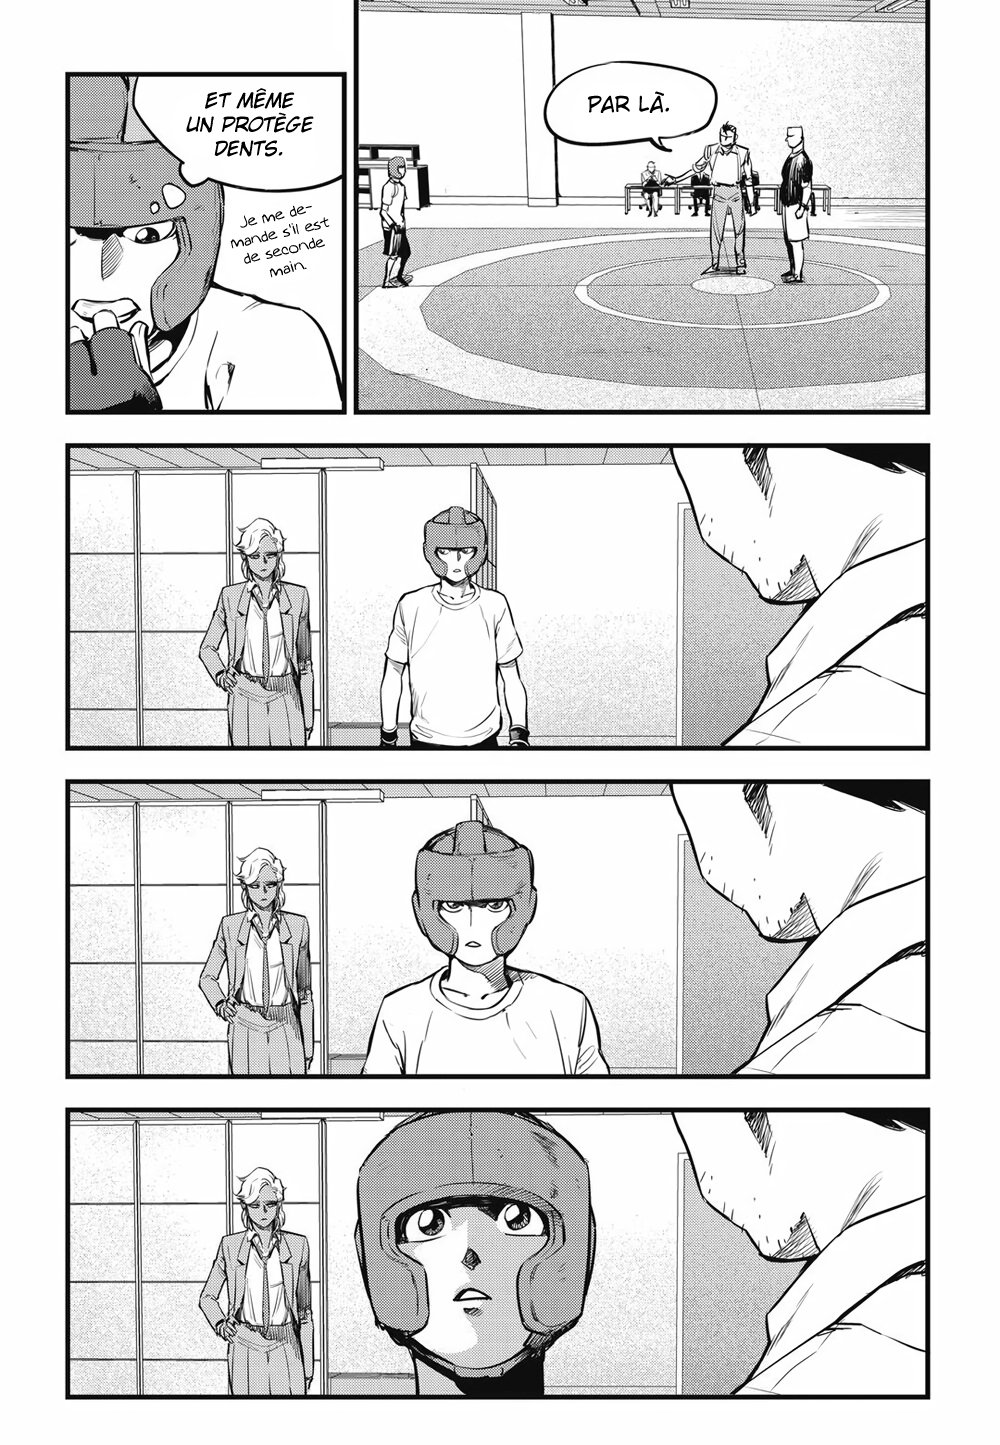 ET MÊME
UN PROTÈGE
DENTS.
Je me de-
mande s'il est
de seconde
main.
PAR LÀ.